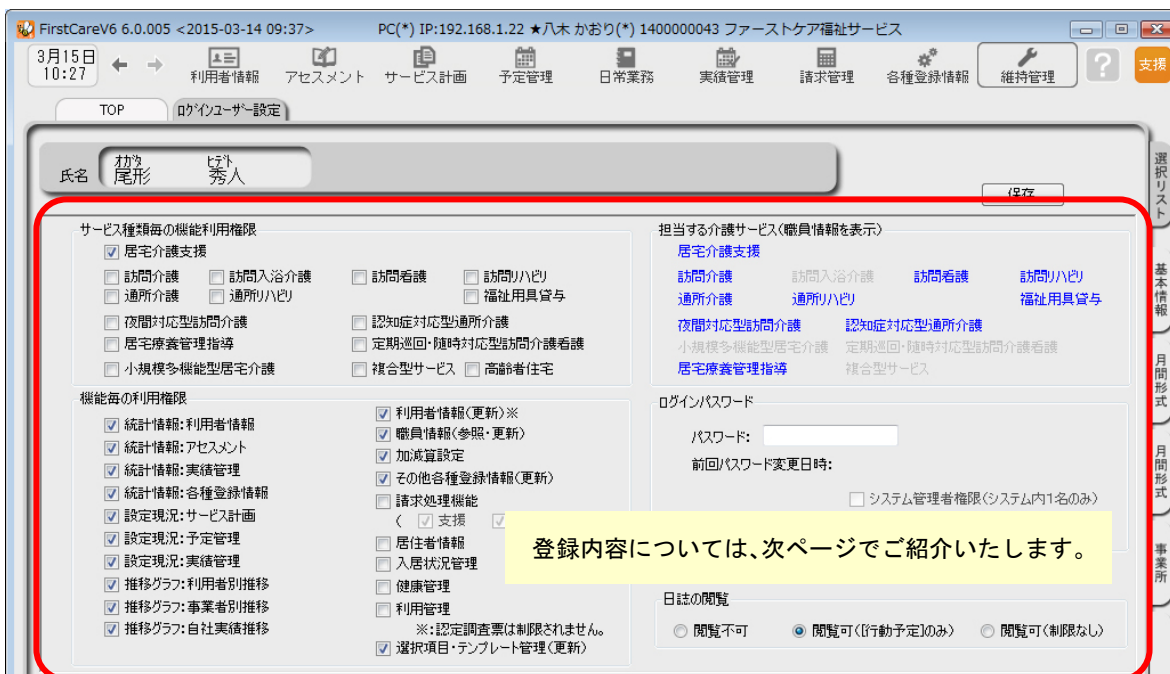 FirstCareV6 6.0.005 <2015-03-14 09:37> PC(*) IP:192.168.1.22 ★八木 かおり(*) 1400000043 ファーストケア福祉サービス
3月15日
10:27
利用者情報 アセスメント サービス計画 予定管理 日常業務 実績管理 請求管理 各種登録情報 維持管理 ? 支援
TOP ログインユーザー設定
オガタ ヒデト
氏名 尾形 秀人
保存
サービス種類毎の機能利用権限
居宅介護支援
訪問介護 訪問入浴介護 訪問看護 訪問リハビリ
通所介護 通所リハビリ 福祉用具貸与
夜間対応型訪問介護 認知症対応型通所介護
居宅療養管理指導 定期巡回・随時対応型訪問介護看護
小規模多機能型居宅介護 複合型サービス 高齢者住宅
担当する介護サービス(職員情報を表示)
居宅介護支援
訪問介護 訪問入浴介護 訪問看護 訪問リハビリ
通所介護 通所リハビリ 福祉用具貸与
夜間対応型訪問介護 認知症対応型通所介護
小規模多機能型居宅介護 定期巡回・随時対応型訪問介護看護
居宅療養管理指導 複合型サービス
機能毎の利用権限
統計情報:利用者情報
統計情報:アセスメント
統計情報:実績管理
統計情報:各種登録情報
設定現況:サービス計画
設定現況:予定管理
設定現況:実績管理
推移グラフ:利用者別推移
推移グラフ:事業者別推移
推移グラフ:自社実績推移
利用者情報(更新)※
職員情報(参照・更新)
加減算設定
その他各種登録情報(更新)
請求処理機能
( 支援
居住者情報
入居状況管理
健康管理
利用管理
※:認定調査票は制限されません。
選択項目・テンプレート管理(更新)
ログインパスワード
パスワード:
前回パスワード変更日時:
システム管理者権限(システム内1名のみ)
登録内容については、次ページでご紹介いたします。
日誌の閲覧
閲覧不可 閲覧可([行動予定]のみ) 閲覧可(制限なし)
選択リスト
基本情報
月間形式
月間形式
事業所